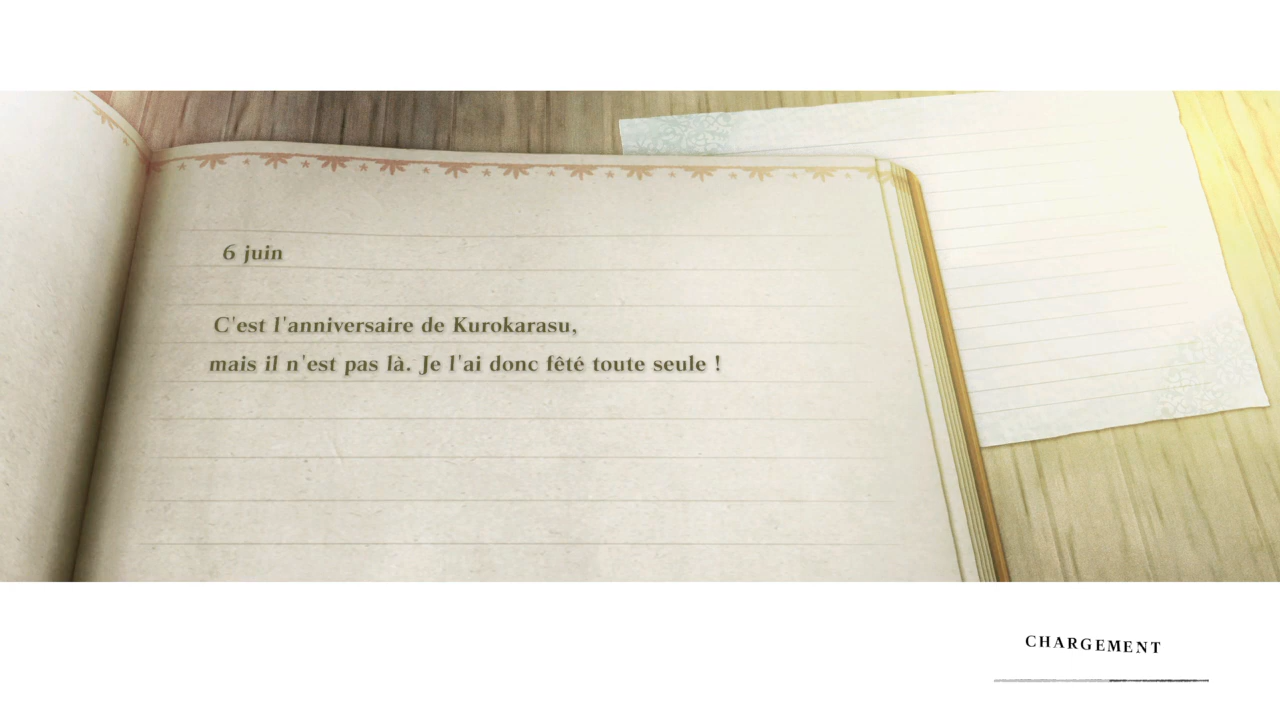 6 juin
C'est l'anniversaire de Kurokarasu,
mais il n'est pas là. Je l'ai donc fêté toute seule !
CHARGEMENT